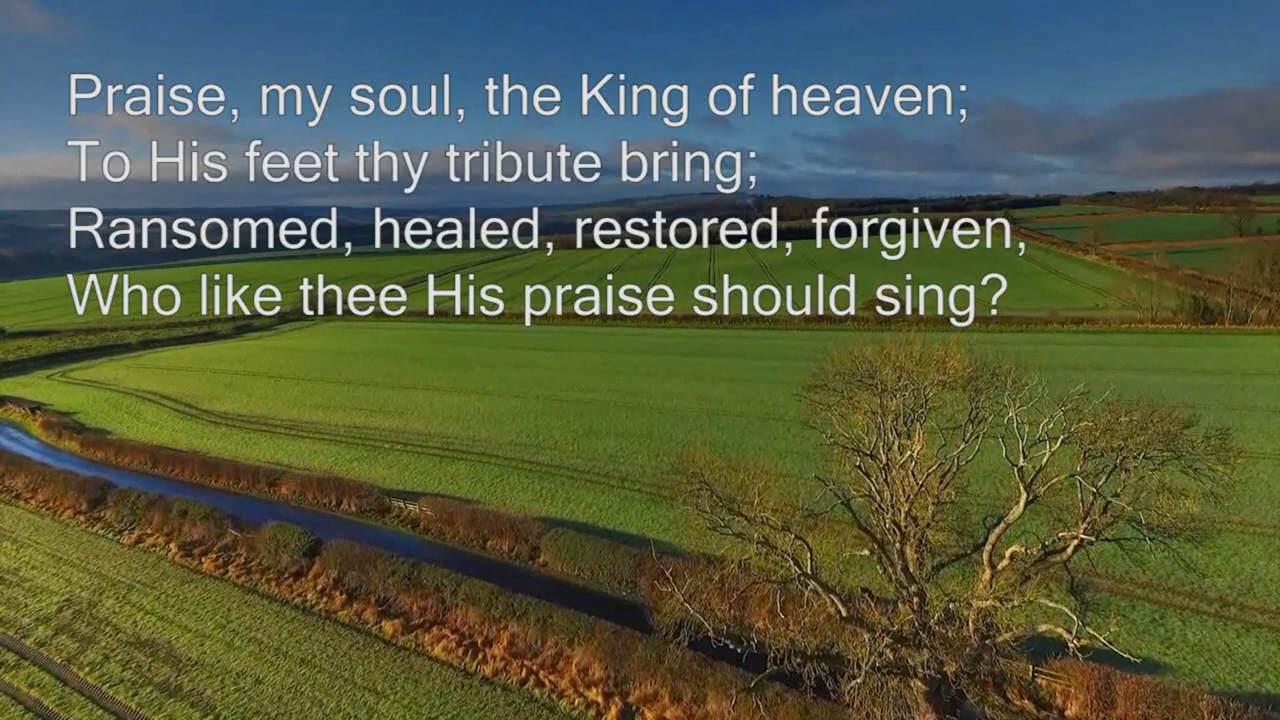 Praise, my soul, the King of heaven;
To His feet thy tribute bring;
Ransomed, healed, restored, forgiven,
Who like thee His praise should sing?